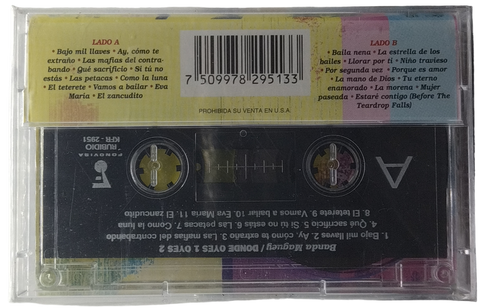 LADO A
• Bajo mil llaves • Ay, cómo te
extraño • Las mafias del contra-
bando • Qué sacrificio • Si tú no
estás • Las petacas • Como la luna
• El teterete • Vamos a bailar • Eva
María • El zancudito
7 509978 295133
PROHIBIDA SU VENTA EN U.S.A
LADO B
• Baila nena • La estrella de los
bailes • Llorar por ti • Niño travieso
• Por segunda vez • Porque es amor
• La mano de Dios • Tu eterno
enamorado • La morena • Mujer
paseada • Estaré contigo (Before The
Teardrop Falls)
Banda Maguey / DONDE OYES 1 OYES 2
1. Bajo mil llaves 2. Ay, cómo te extraño 3. Las mafias del contrabando
4. Qué sacrificio 5. Si tú no estás 6. Las petacas 7. Como la luna
8. El teterete 9. Vamos a bailar 10. Eva María 11. El zancudito
A
FONOVISA
RUBIDIO
KFR - 2951